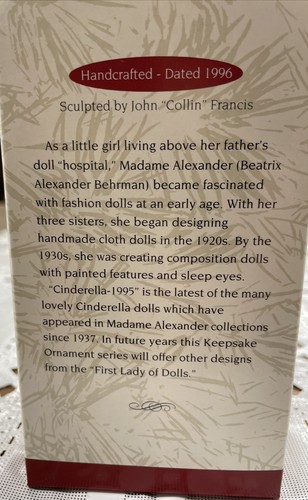 Handcrafted - Dated 1996
Sculpted by John "Collin" Francis
As a little girl living above her father's
doll "hospital," Madame Alexander (Beatrix
Alexander Behrman) became fascinated
with fashion dolls at an early age. With her
three sisters, she began designing
handmade cloth dolls in the 1920s. By the
1930s, she was creating composition dolls
with painted features and sleep eyes.
"Cinderella-1995" is the latest of the many
lovely Cinderella dolls which have
appeared in Madame Alexander collections
since 1937. In future years this Keepsake
Ornament series will offer other designs
from the "First Lady of Dolls."